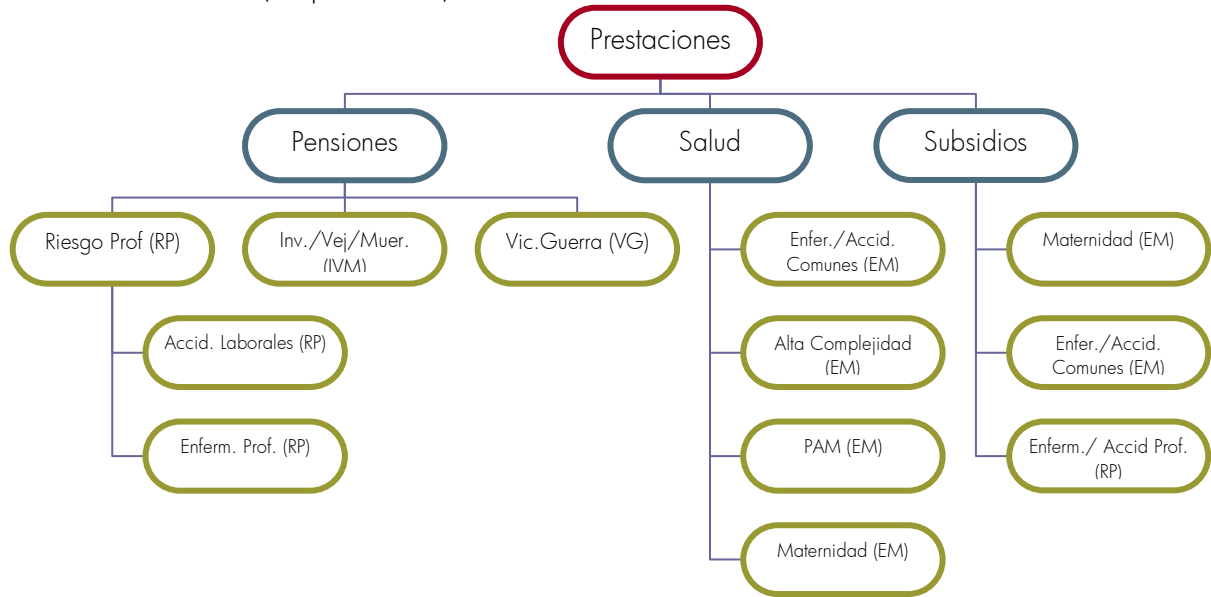 Prestaciones
Pensiones
Salud
Subsidios
Riesgo Prof (RP)
Inv./Vej/Muer.
(IVM)
Vic.Guerra (VG)
Enfer./Accid.
Comunes (EM)
Maternidad (EM)
Accid. Laborales (RP)
Alta Complejidad
(EM)
Enfer./Accid.
Comunes (EM)
Enferm. Prof. (RP)
PAM (EM)
Enferm./ Accid Prof.
(RP)
Maternidad (EM)